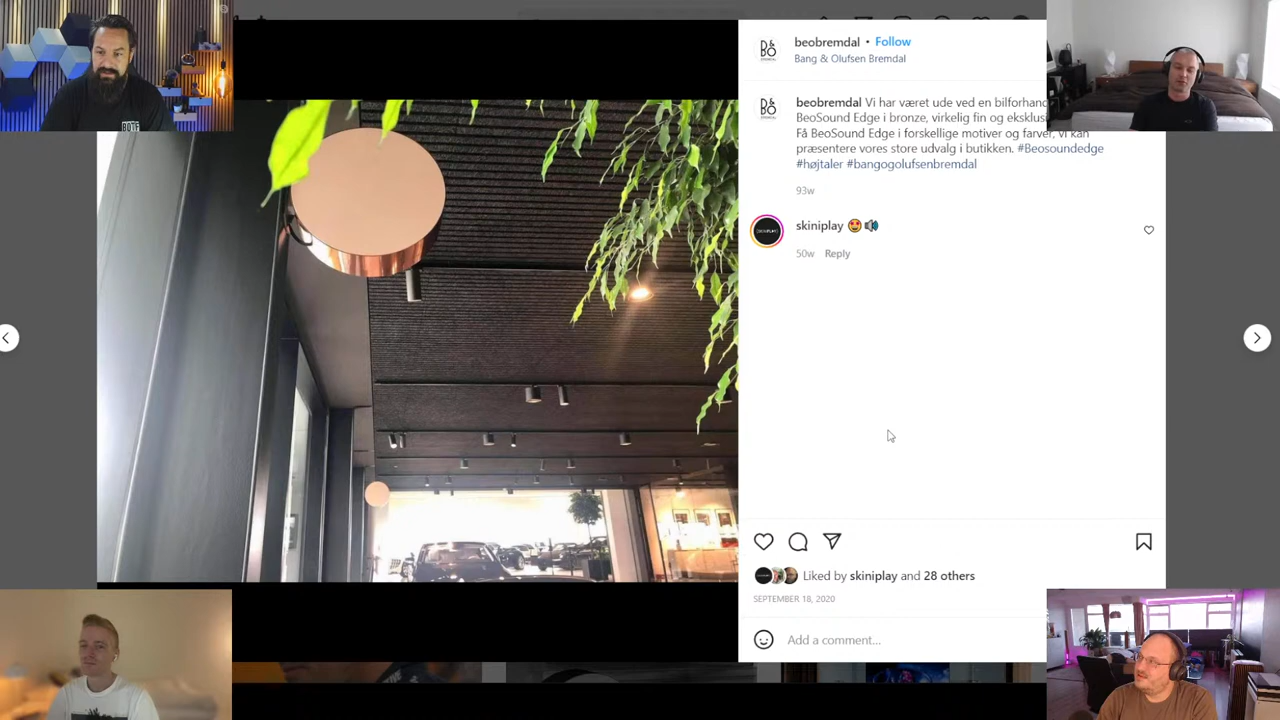 beobremdal • Follow
Bang & Olufsen Bremdal
beobremdal Vi har været ude ved en bilforhan
BeoSound Edge i bronze, virkelig fin og eksklus
Få BeoSound Edge i forskellige motiver og farver, vi kan
præsentere vores store udvalg i butikken. #Beosoundedge
#højtaler #bangogolufsenbremdal
93w
skiniplay 🤩🔊
50w Reply
Liked by skiniplay and 28 others
SEPTEMBER 18, 2020
Add a comment...